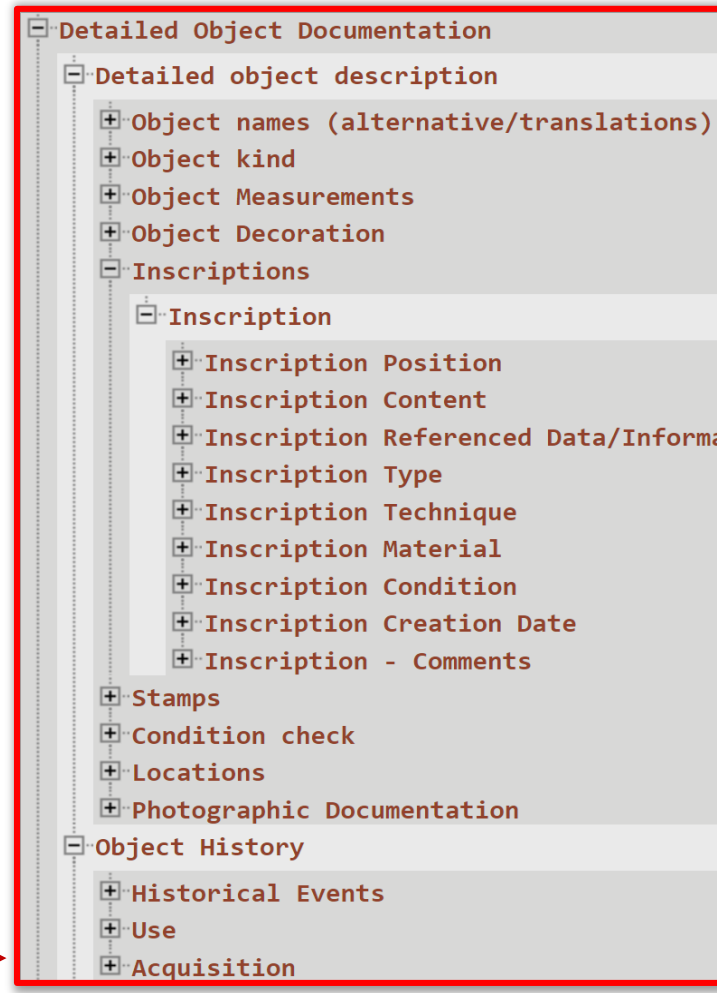 Detailed Object Documentation
Detailed object description
Object names (alternative/translations)
Object kind
Object Measurements
Object Decoration
Inscriptions
Inscription
Inscription Position
Inscription Content
Inscription Referenced
Inscription Type
Inscription Technique
Inscription Material
Inscription Condition
Inscription Creation Date
Inscription - Comments
Stamps
Condition check
Locations
Photographic Documentation
Object History
Historical Events
Use
Acquisition